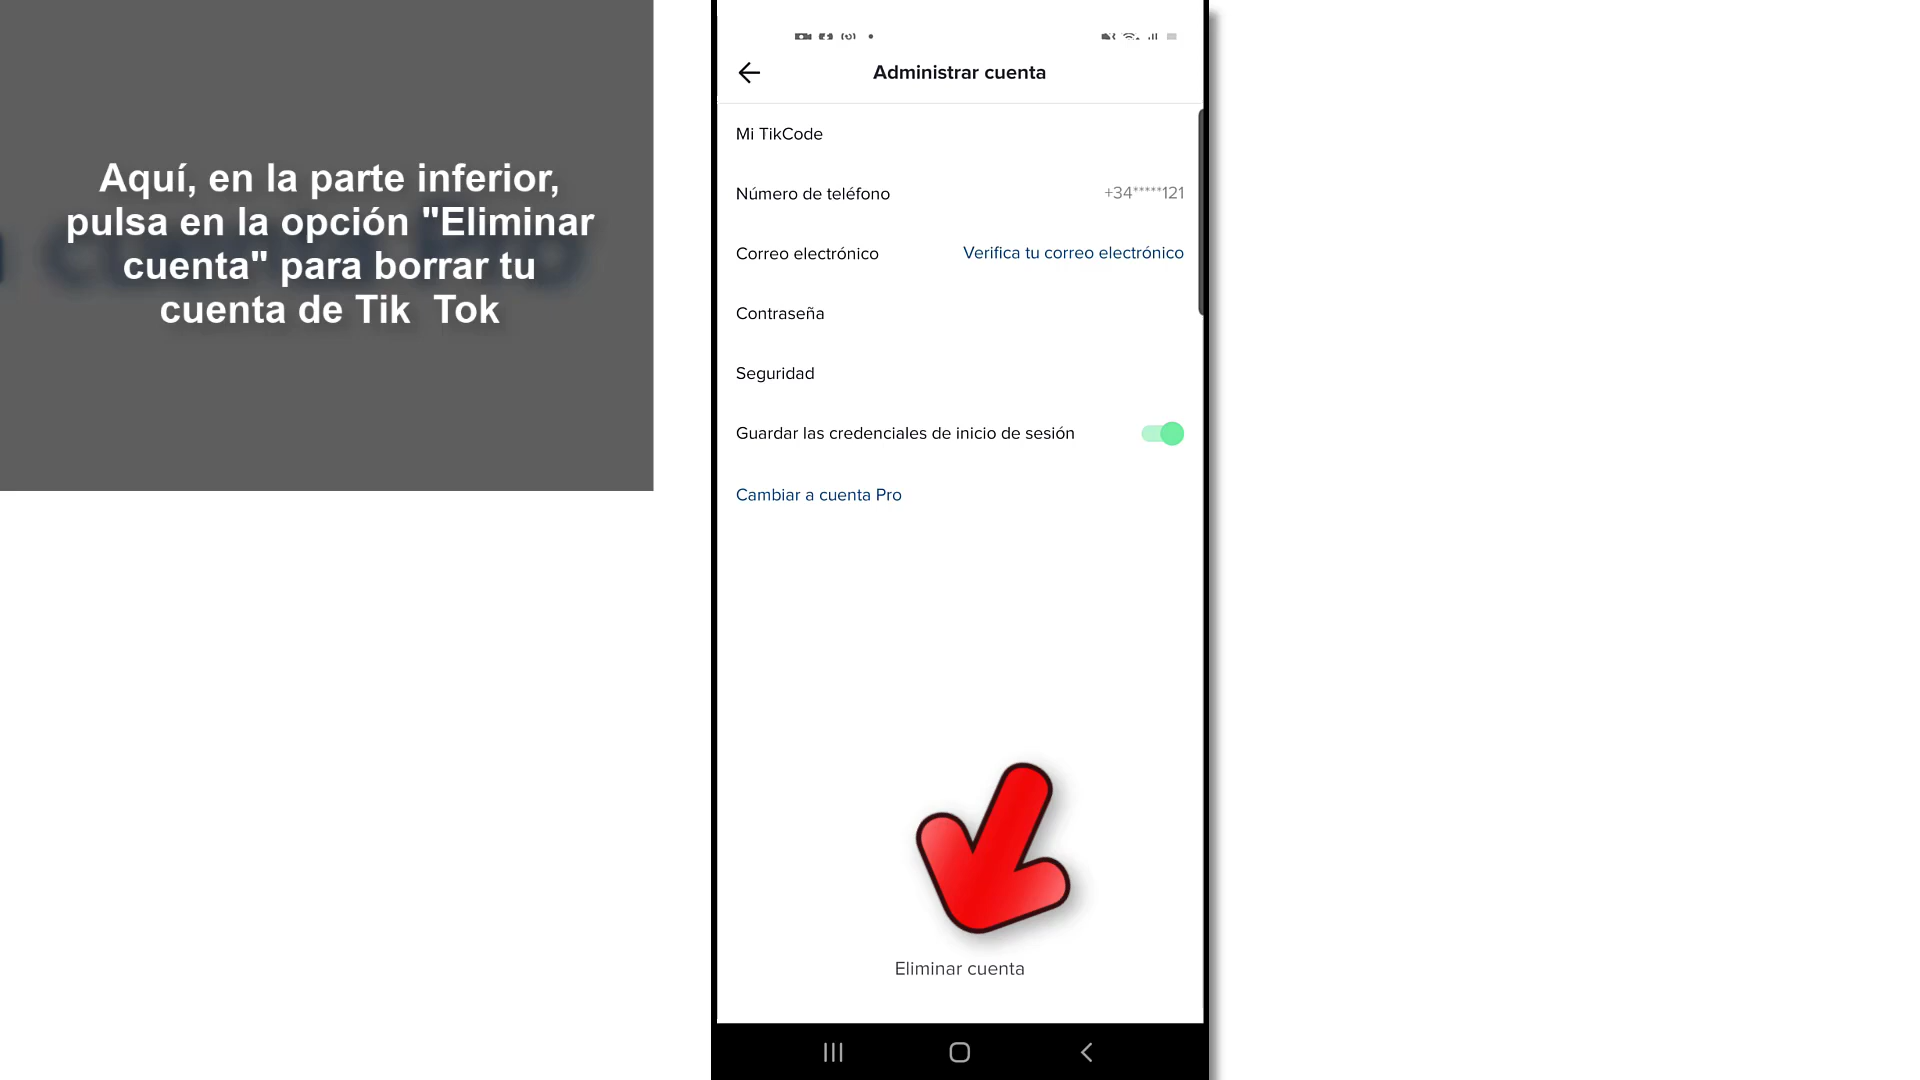 Aquí, en la parte inferior,
pulsa en la opción "Eliminar
cuenta" para borrar tu
cuenta de Tik  Tok
Administrar cuenta
Mi TikCode
Número de teléfono +34*****121
Correo electrónico Verifica tu correo electrónico
Contraseña
Seguridad
Guardar las credenciales de inicio de sesión
Cambiar a cuenta Pro
Eliminar cuenta